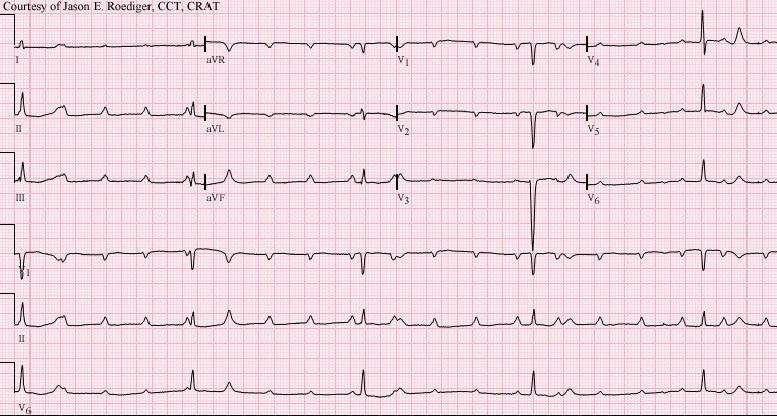 Courtesy of Jason E. Roediger, CCT, CRAT
I aVR V1 V4
II aVL V2 V5
III aVF V3 V6
V1
II
V6